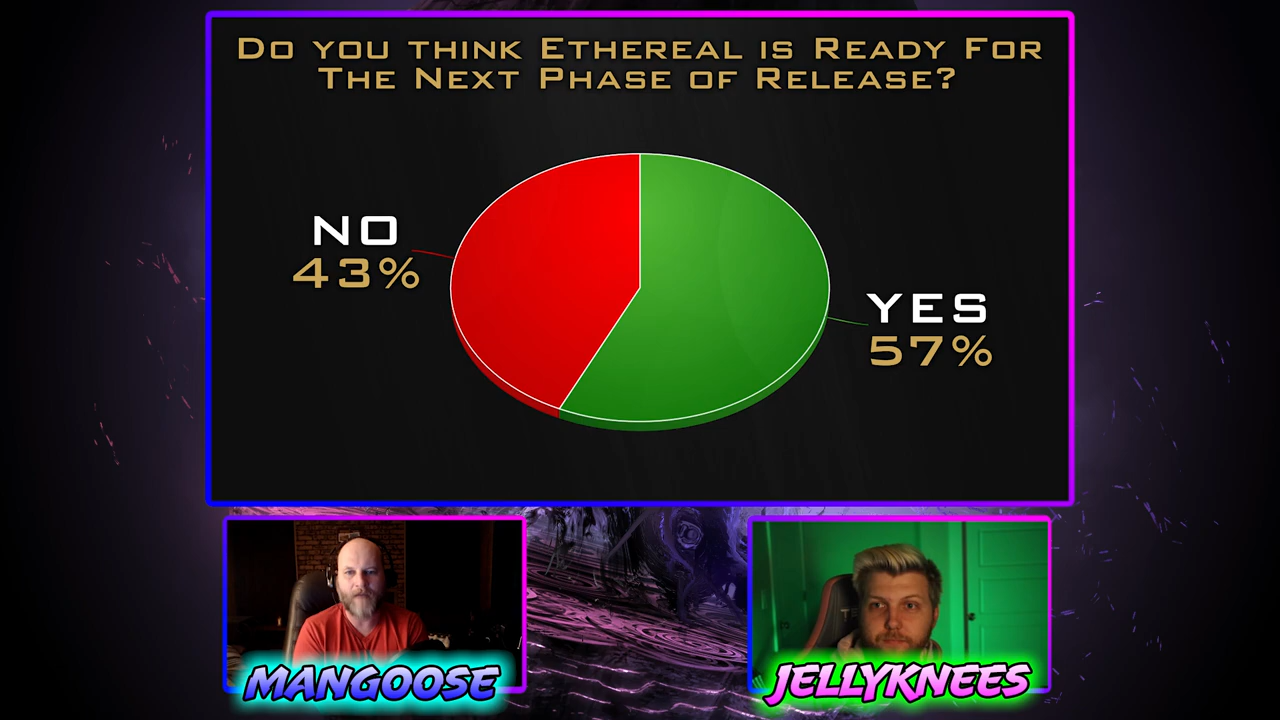 Do you think Ethereal is Ready For
The Next Phase of Release?
NO
43%
YES
57%
MANGOOSE
JELLYKNEES